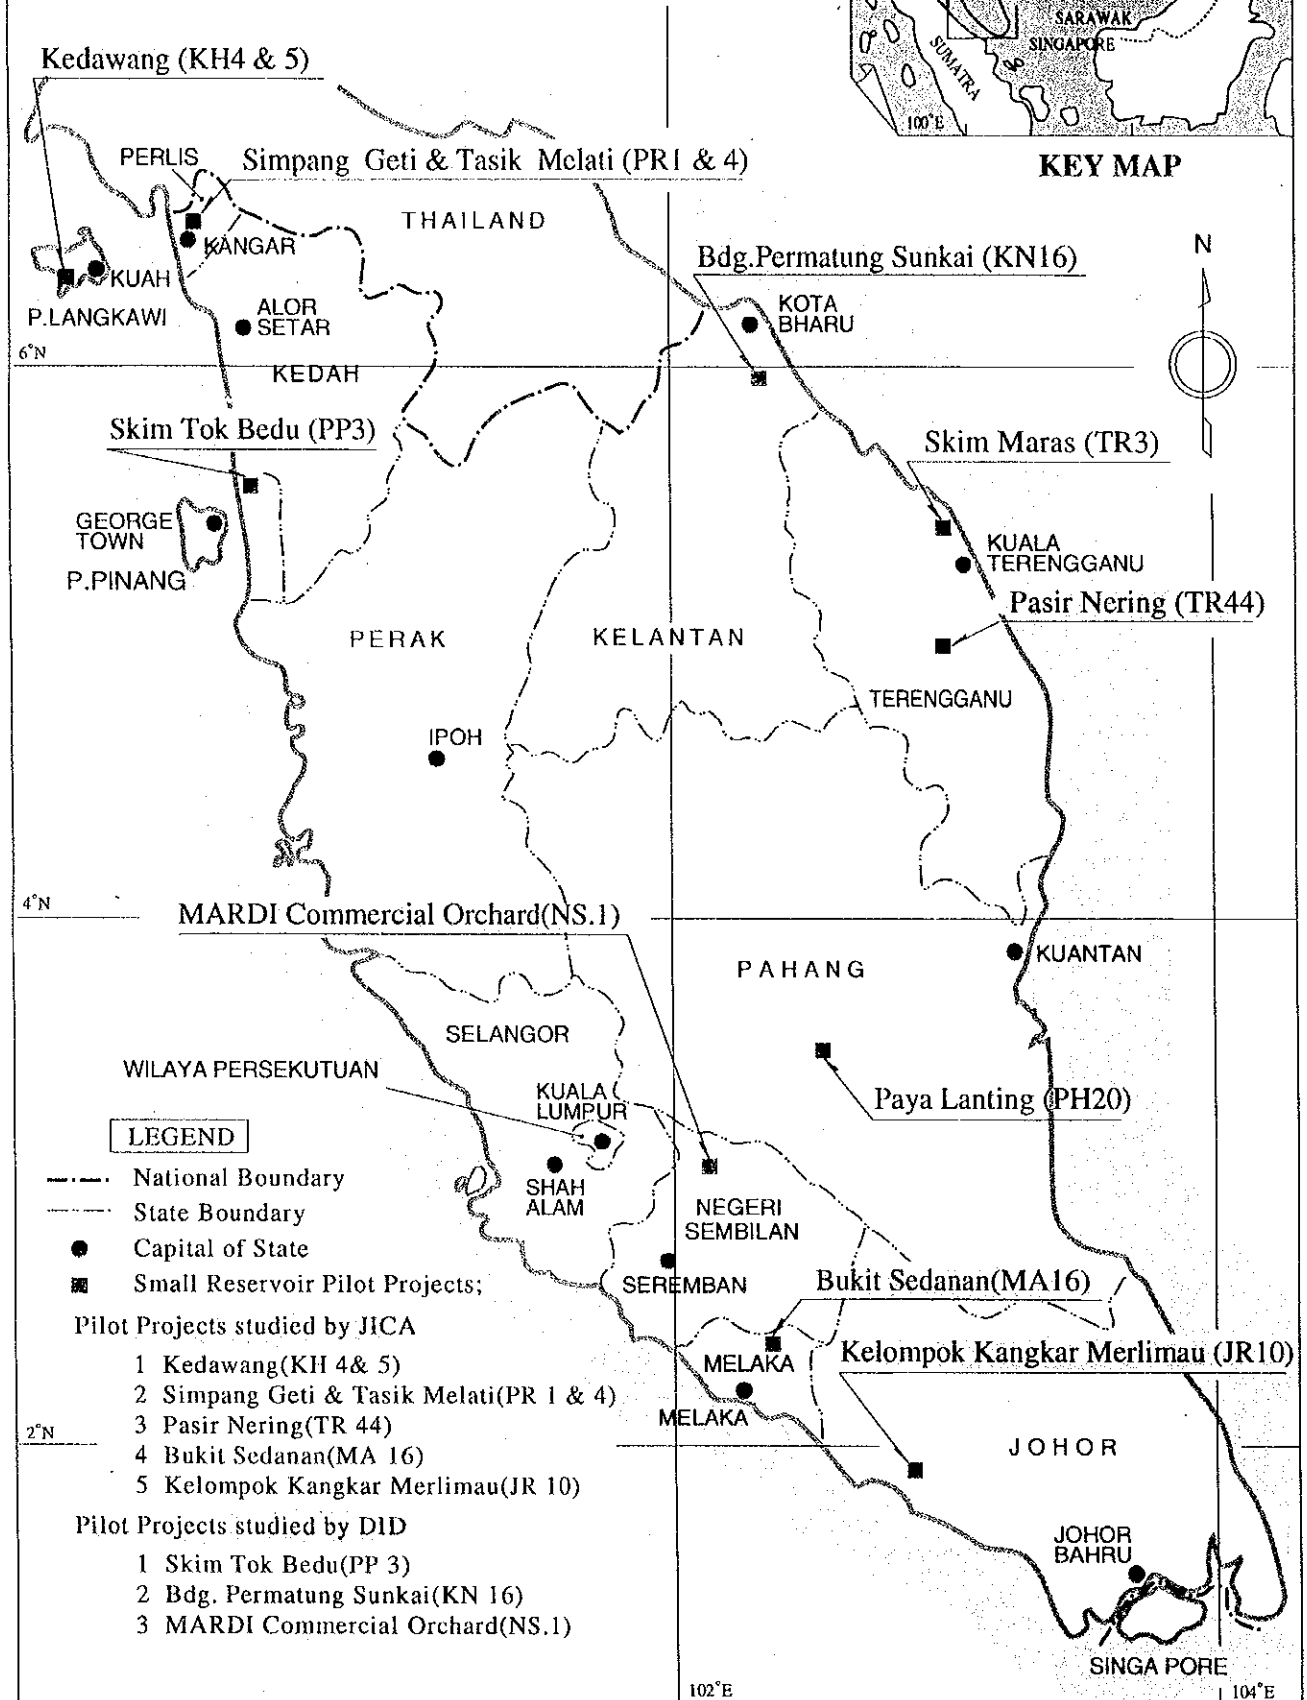 SARAWAK
SINGAPORE
SUMATRA
100°E
KEY MAP
Kedawang (KH4 & 5)
PERLIS
Simpang Geti & Tasik Melati (PR1 & 4)
THAILAND
KANGAR
Bdg.Permatung Sunkai (KN16)
N
KUAH
P.LANGKAWI
ALOR
SETAR
KOTA
BHARU
6°N
KEDAH
Skim Tok Bedu (PP3)
Skim Maras (TR3)
GEORGE
TOWN
P.PINANG
KUALA
TERENGGANU
Pasir Nering (TR44)
PERAK
KELANTAN
TERENGGANU
IPOH
4°N
MARDI Commercial Orchard(NS.1)
PAHANG
KUANTAN
SELANGOR
WILAYA PERSEKUTUAN
KUALA
LUMPUR
Paya Lanting (PH20)
SHAH
ALAM
NEGERI
SEMBILAN
SEREMBAN
Bukit Sedanan(MA16)
MELAKA
Kelompok Kangkar Merlimau (JR10)
MELAKA
2°N
JOHOR
JOHOR
BAHRU
SINGA PORE
102°E
104°E
LEGEND
National Boundary
State Boundary
Capital of State
Small Reservoir Pilot Projects;
Pilot Projects studied by JICA
1 Kedawang(KH 4& 5)
2 Simpang Geti & Tasik Melati(PR 1 & 4)
3 Pasir Nering(TR 44)
4 Bukit Sedanan(MA 16)
5 Kelompok Kangkar Merlimau(JR 10)
Pilot Projects studied by DID
1 Skim Tok Bedu(PP 3)
2 Bdg. Permatung Sunkai(KN 16)
3 MARDI Commercial Orchard(NS.1)